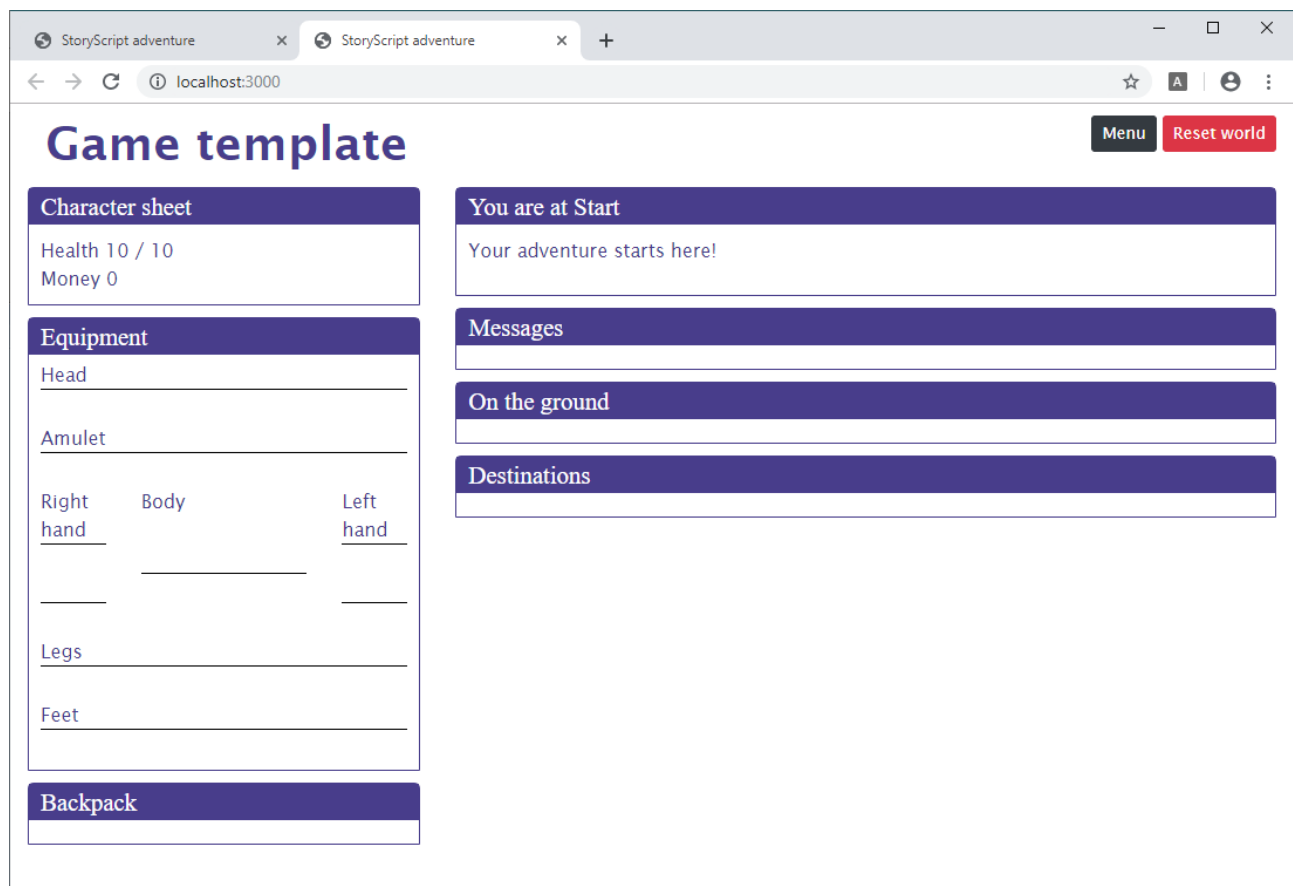 StoryScript adventure
StoryScript adventure
localhost:3000
A
Game template
Menu
Reset world
Character sheet
Health 10 / 10
Money 0
Equipment
Head
Amulet
Right hand
Body
Left hand
Legs
Feet
Backpack
You are at Start
Your adventure starts here!
Messages
On the ground
Destinations